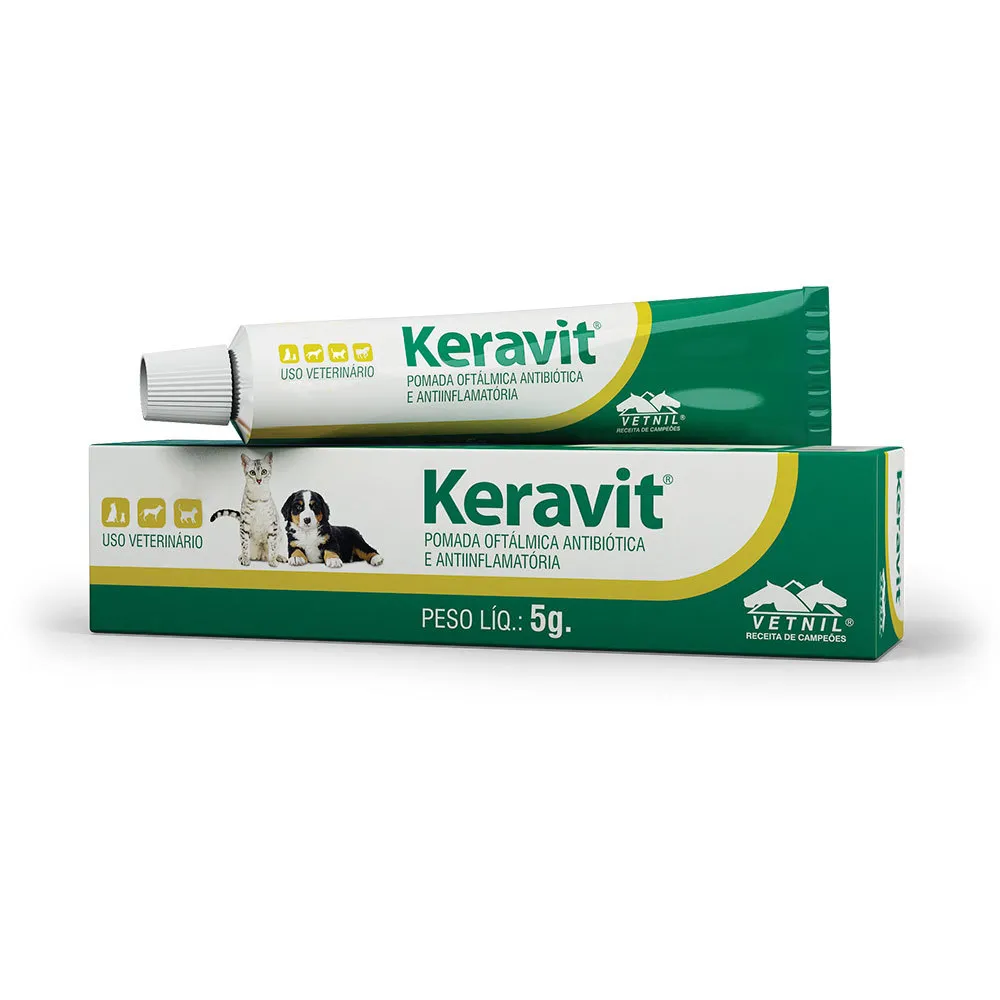 Keravit®
POMADA OFTÁLMICA ANTIBIÓTICA
E ANTIINFLAMATÓRIA
USO VETERINÁRIO
VETNIL®
RECEITA DE CAMPEÕES
Keravit®
POMADA OFTÁLMICA ANTIBIÓTICA
E ANTIINFLAMATÓRIA
USO VETERINÁRIO
PESO LÍQ.: 5g.
VETNIL®
RECEITA DE CAMPEÕES
Keravit